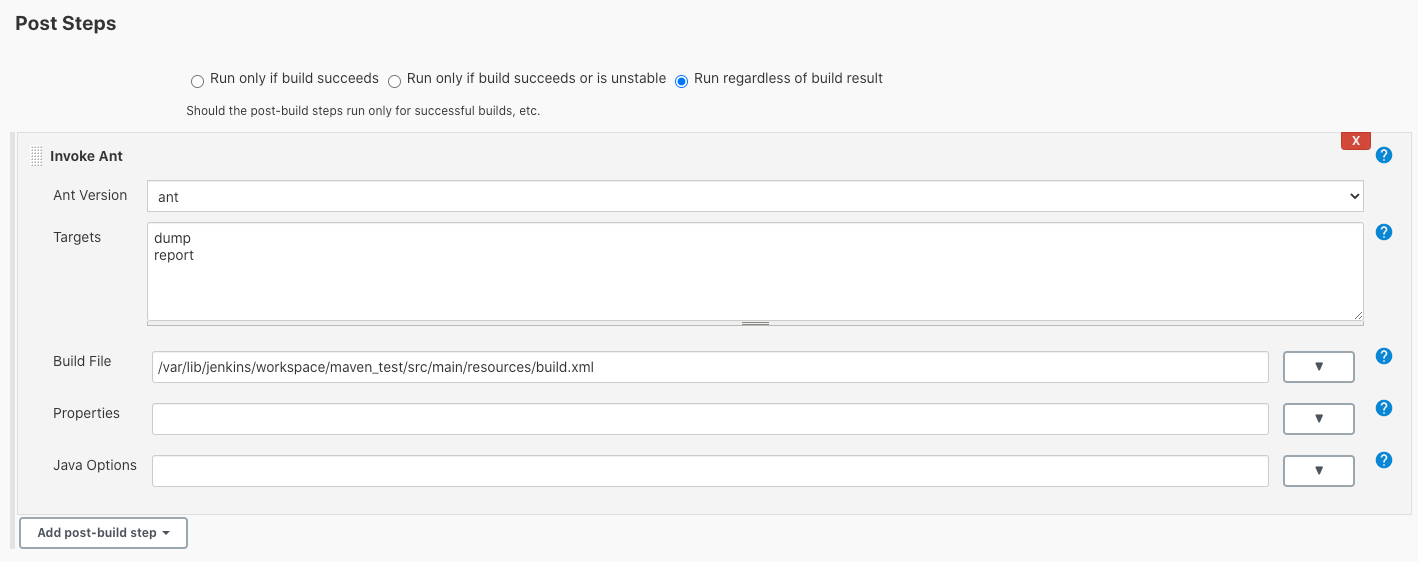 Post Steps
Run only if build succeeds Run only if build succeeds or is unstable Run regardless of build result
Should the post-build steps run only for successful builds, etc.
X
Invoke Ant ?
Ant Version ant
Targets dump ?
report
Build File /var/lib/jenkins/workspace/maven_test/src/main/resources/build.xml ▼ ?
Properties ▼ ?
Java Options ▼ ?
Add post-build step